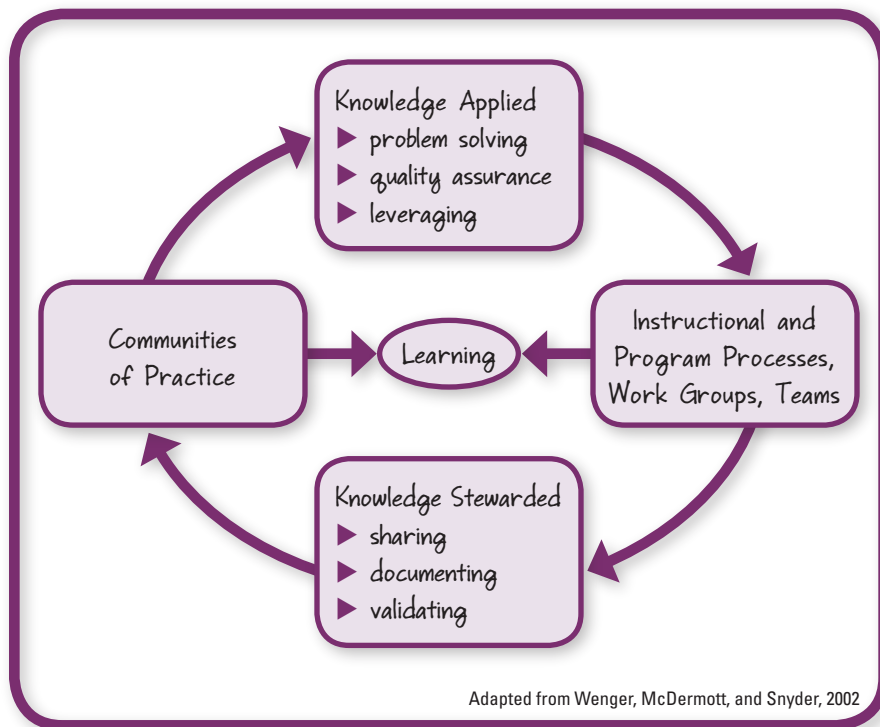 Knowledge Applied
▶ problem solving
▶ quality assurance
▶ leveraging
Communities
of Practice
Learning
Instructional and
Program Processes,
Work Groups, Teams
Knowledge Stewarded
▶ sharing
▶ documenting
▶ validating
Adapted from Wenger, McDermott, and Snyder, 2002